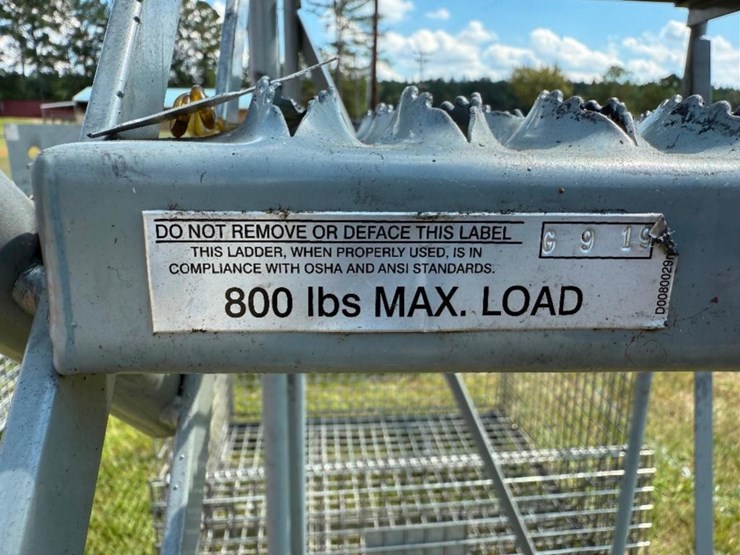 DO NOT REMOVE OR DEFACE THIS LABEL
G 9 19
THIS LADDER, WHEN PROPERLY USED, IS IN
COMPLIANCE WITH OSHA AND ANSI STANDARDS.
800 lbs MAX. LOAD
D0080029